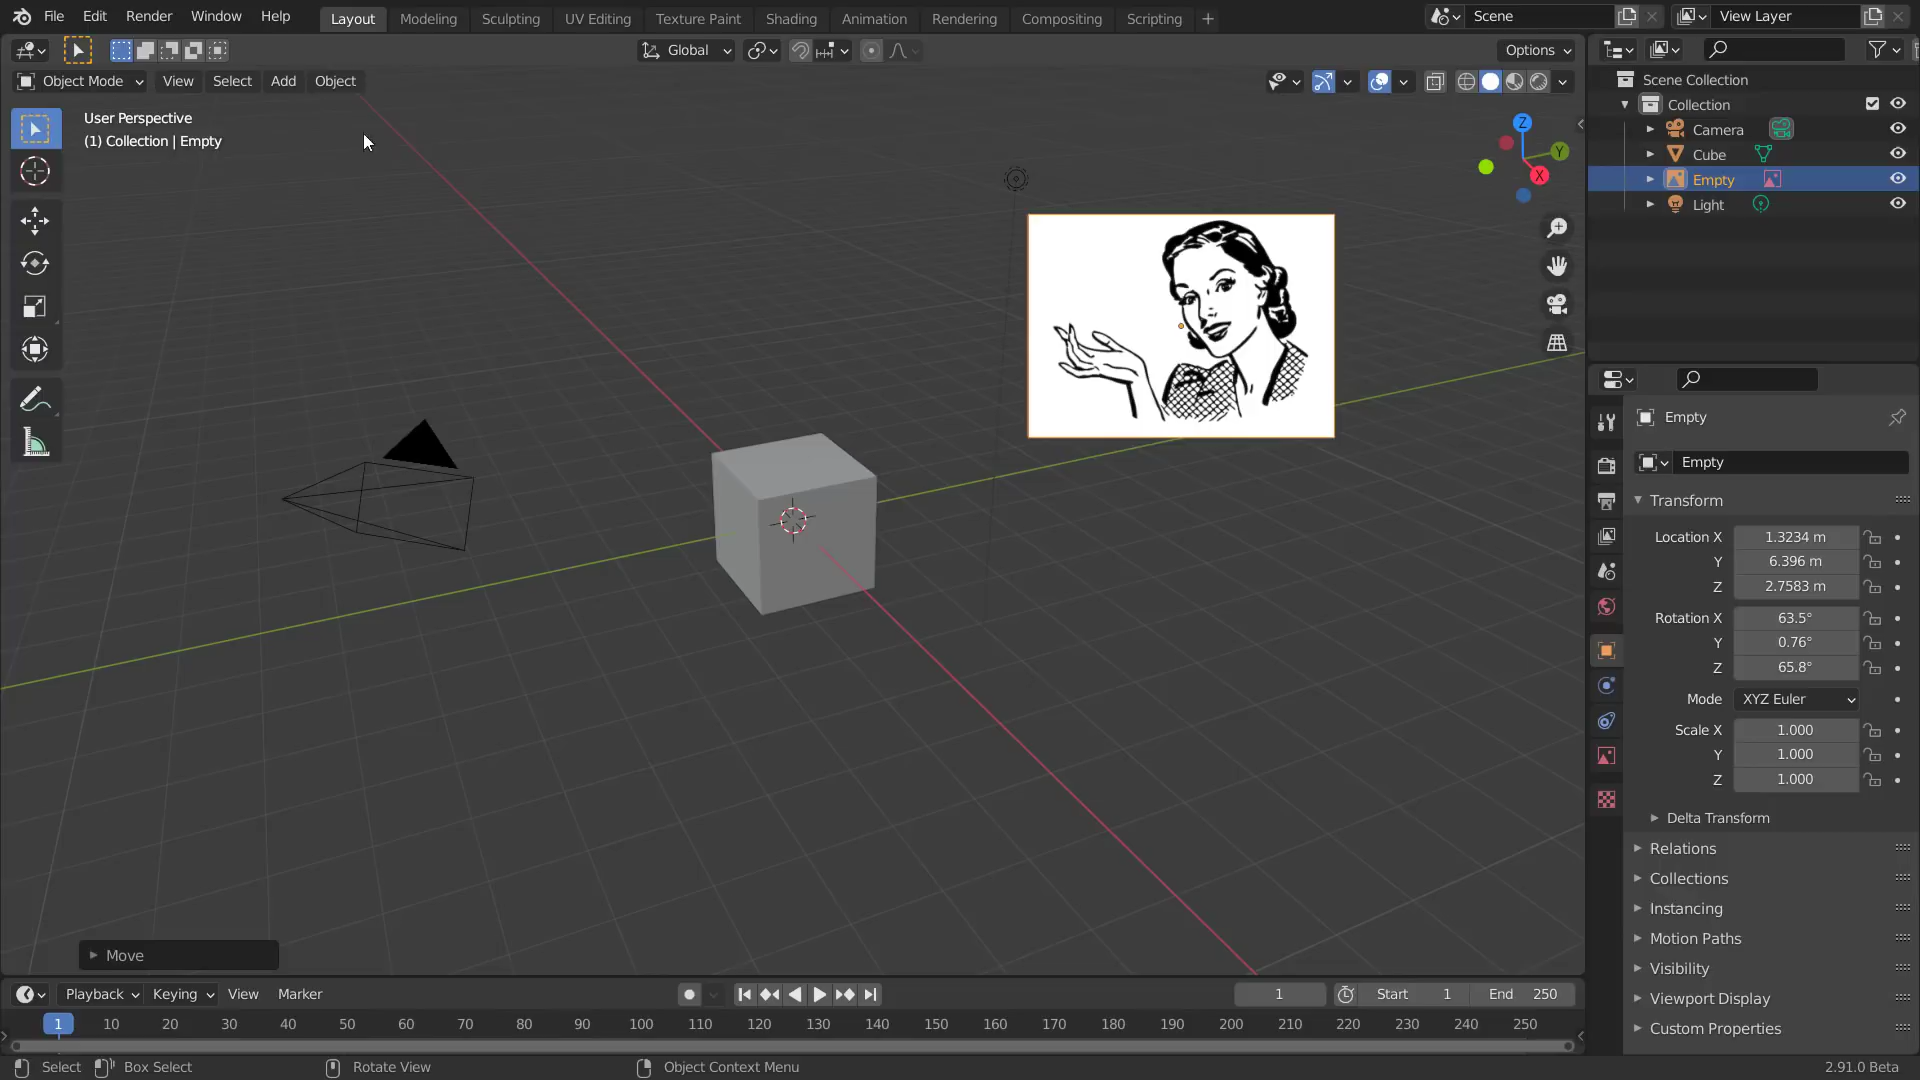 File Edit Render Window Help Layout Modeling Sculpting UV Editing Texture Paint Shading Animation Rendering Compositing Scripting + Scene View Layer
Global Options
Object Mode View Select Add Object
User Perspective
(1) Collection | Empty
Z
Y
X
Move
Scene Collection
Collection
Camera
Cube
Empty
Light
Empty
Empty
Transform
Location X 1.3234 m
Y 6.396 m
Z 2.7583 m
Rotation X 63.5°
Y 0.76°
Z 65.8°
Mode XYZ Euler
Scale X 1.000
Y 1.000
Z 1.000
Delta Transform
Relations
Collections
Instancing
Motion Paths
Visibility
Viewport Display
Custom Properties
Playback Keying View Marker 1 Start 1 End 250
1 10 20 30 40 50 60 70 80 90 100 110 120 130 140 150 160 170 180 190 200 210 220 230 240 250
Select Box Select Rotate View Object Context Menu 2.91.0 Beta